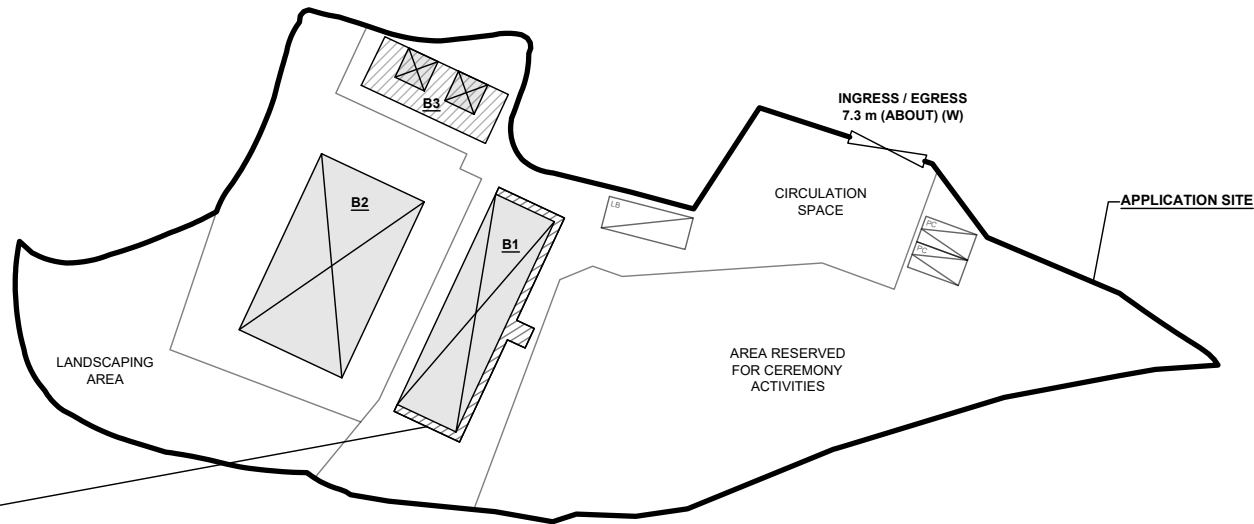 INGRESS / EGRESS
7.3 m (ABOUT) (W)
B3
CIRCULATION
SPACE
APPLICATION SITE
B2
LB
B1
PC
PC
LANDSCAPING
AREA
AREA RESERVED
FOR CEREMONY
ACTIVITIES